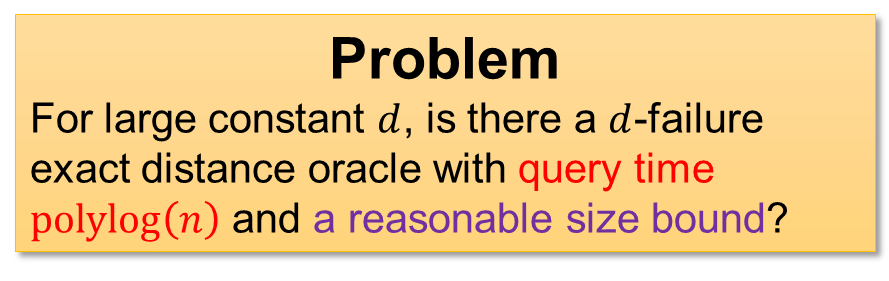 Problem
For large constant 𝑑, is there a 𝑑-failure
exact distance oracle with query time
polylog(𝑛) and a reasonable size bound?